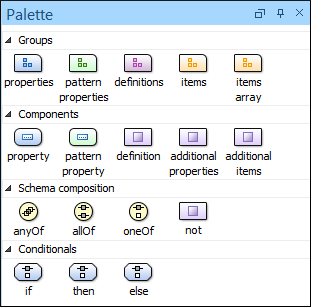 Palette
Groups
properties pattern properties definitions items items array
Components
property pattern property definition additional properties additional items
Schema composition
anyOf allOf oneOf not
Conditionals
if then else